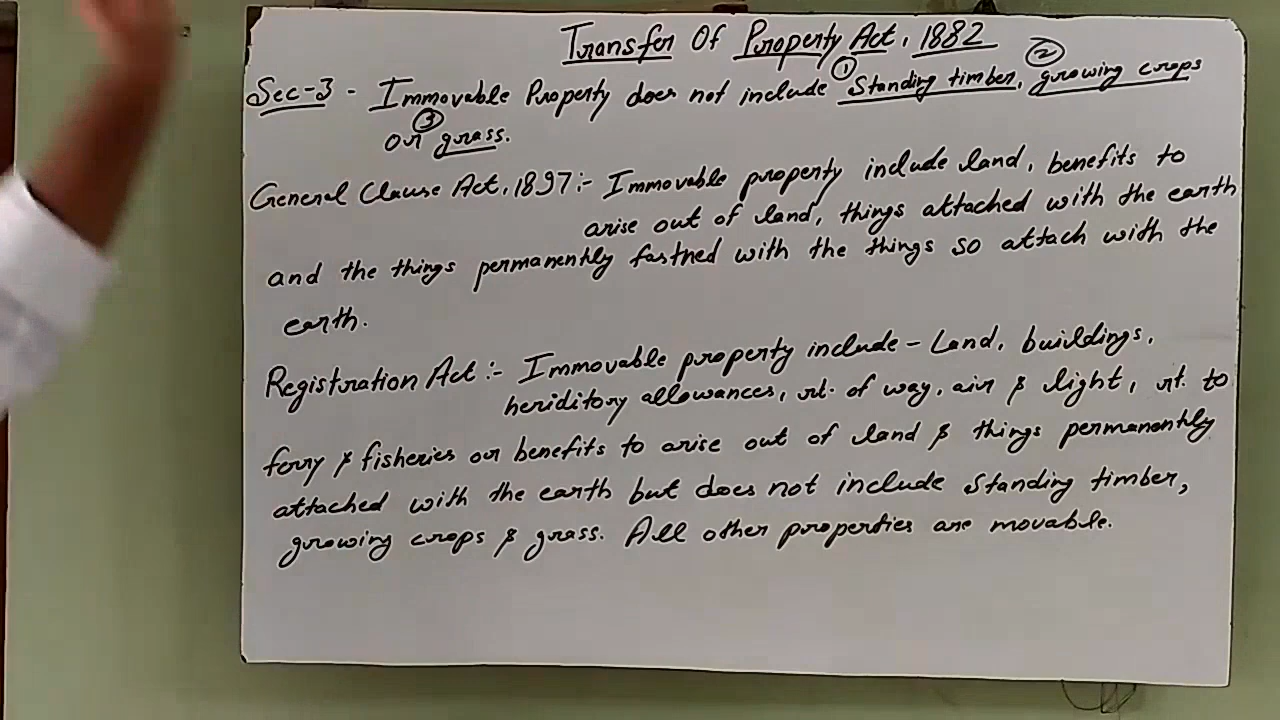 Transfer Of Property Act, 1882
Sec-3 - Immovable Property does not include ① Standing timber, ② growing crops
or ③ grass.
General Clause Act, 1897:- Immovable property include land, benefits to
arise out of land, things attached with the earth
and the things permanently fastned with the things so attach with the
earth.
Registration Act:- Immovable property include - Land, buildings,
heriditory allowances, rt. of way, air & light, rt. to
ferry & fisheries or benefits to arise out of land & things permanently
attached with the earth but does not include standing timber,
growing crops & grass. All other properties are movable.